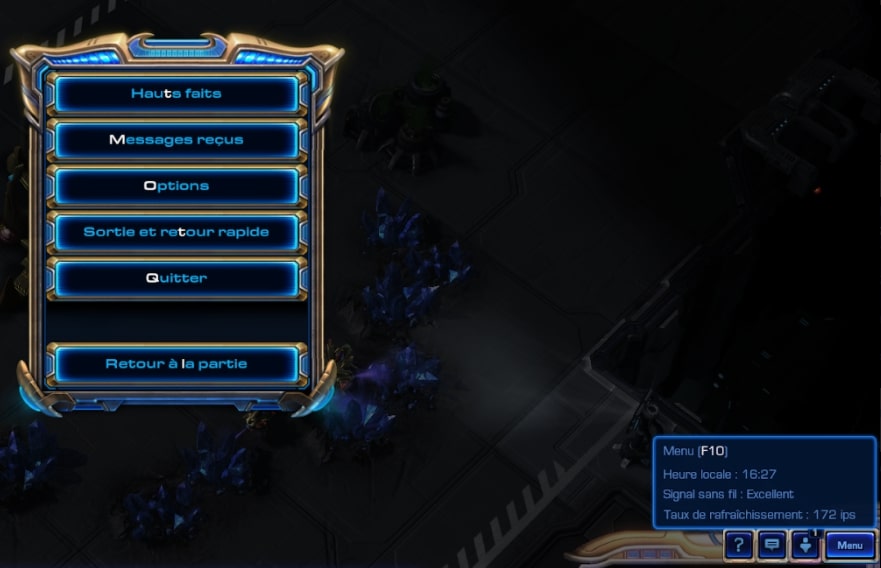 Hauts faits
Messages reçus
Options
Sortie et retour rapide
Quitter
Retour à la partie
Menu (F10)
Heure locale : 16:27
Signal sans fil : Excellent
Taux de rafraîchissement : 172 ips
?
Menu